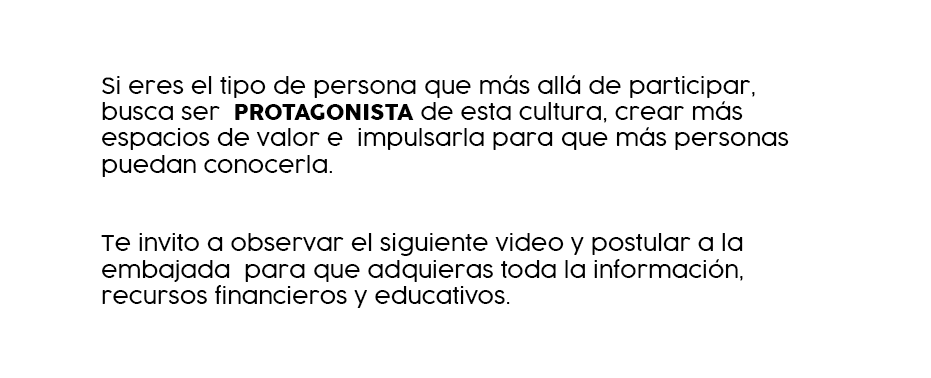 Si eres el tipo de persona que más allá de participar,
busca ser PROTAGONISTA de esta cultura, crear más
espacios de valor e impulsarla para que más personas
puedan conocerla.
Te invito a observar el siguiente video y postular a la
embajada para que adquieras toda la información,
recursos financieros y educativos.